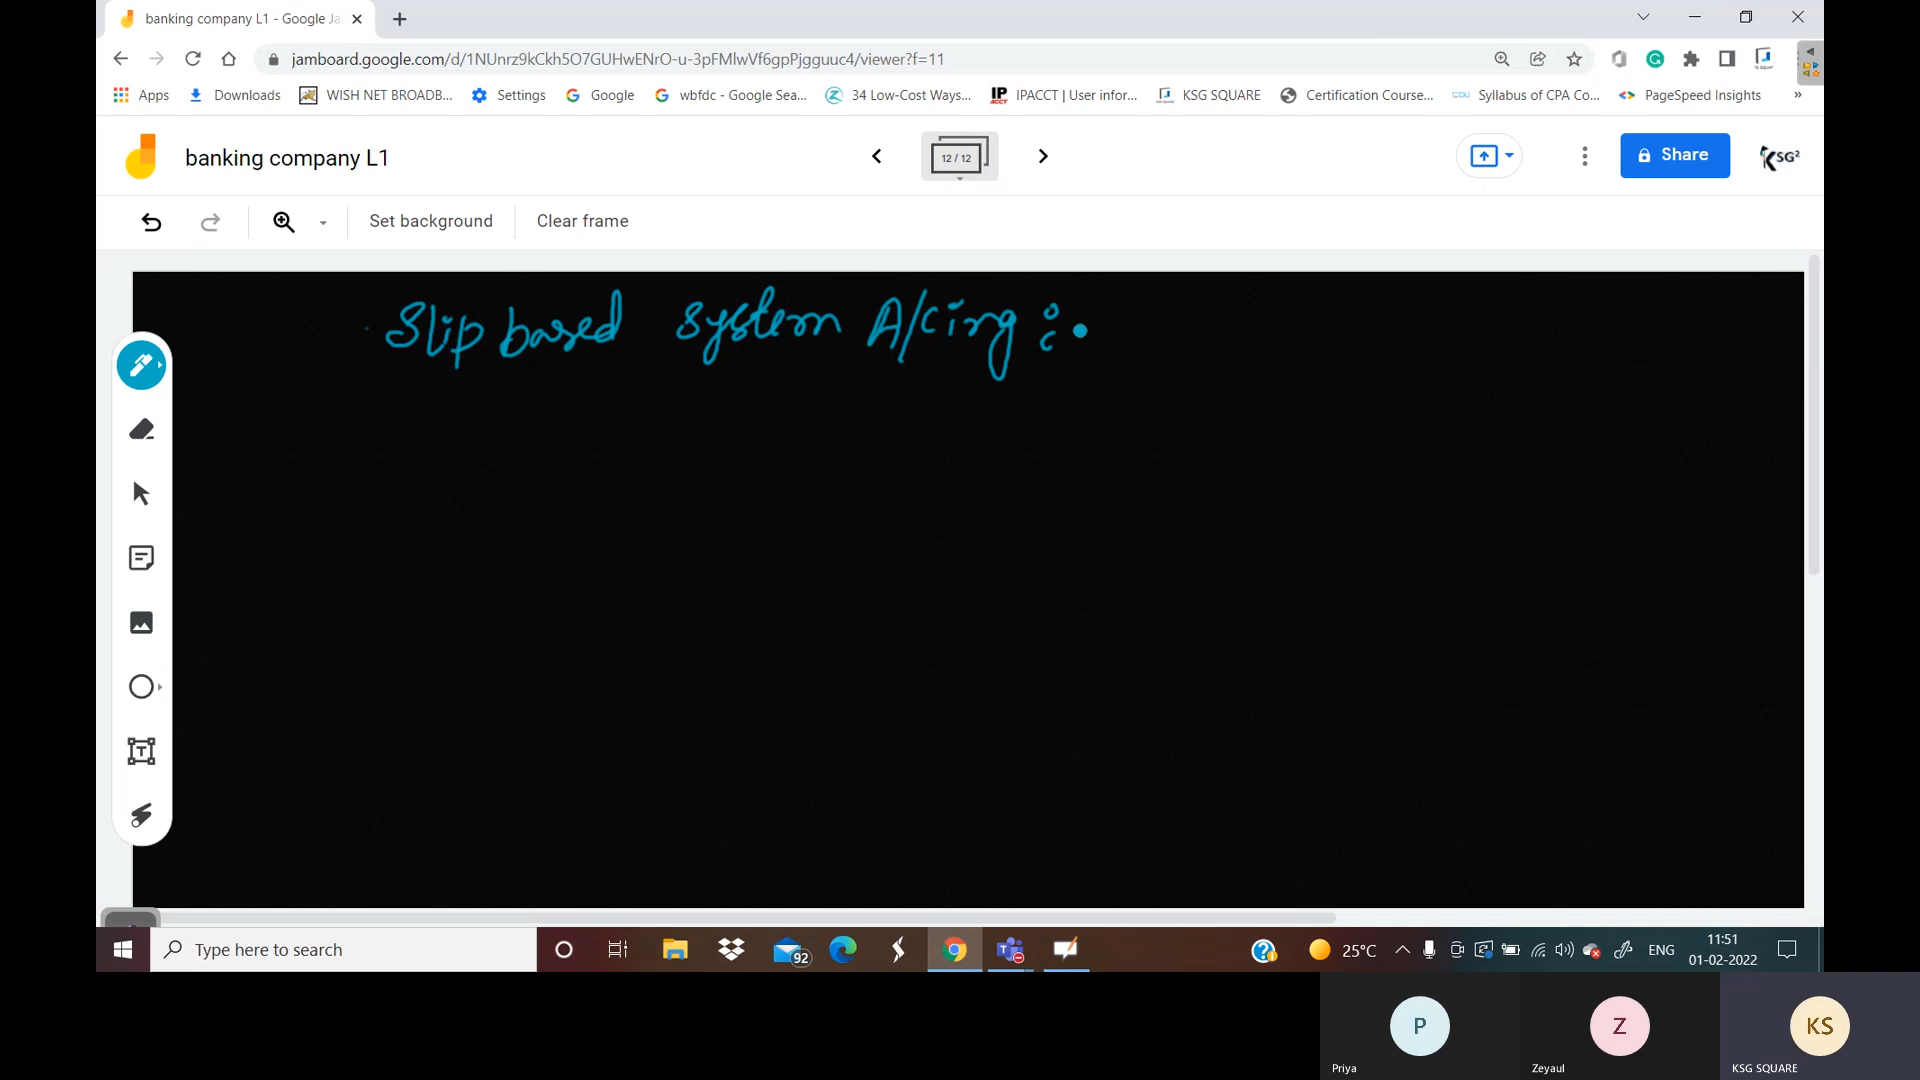 banking company L1 - Google Ja
jamboard.google.com/d/1NUnrz9kCkh5O7GUHwENrO-u-3pFMlwVf6gpPjgguuc4/viewer?f=11
Apps Downloads WISH NET BROADB... Settings Google wbfdc - Google Sea... 34 Low-Cost Ways... IP ACCT IPACCT | User infor... KSG SQUARE Certification Course... Syllabus of CPA Co... PageSpeed Insights »
banking company L1 12 / 12 Share KSG²
Set background Clear frame
Slip based system A/cing :
Type here to search 92 25°C ENG 11:51
01-02-2022
P Z KS
Priya Zeyaul KSG SQUARE